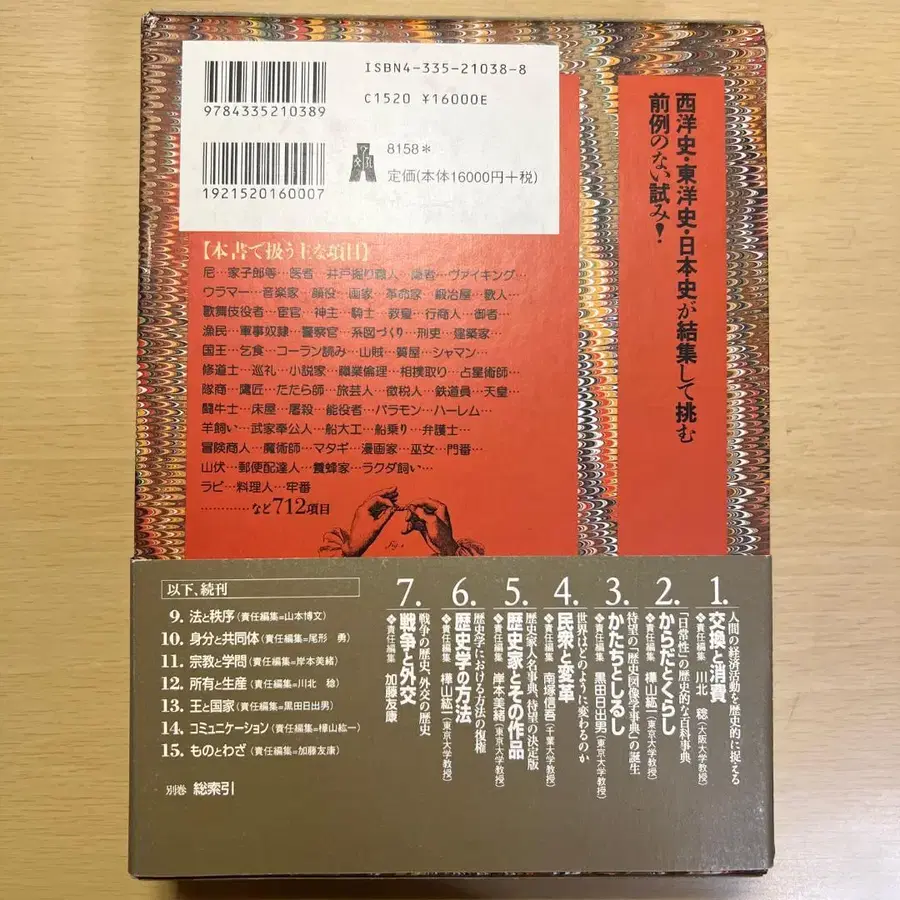 ISBN4-335-21038-8
9784335210389
C1520 ¥16000E
8158*
定価(本体16000円+税)
1921520160007
西洋史・東洋史・日本史が結集して挑む
前例のない試み!
【本書で扱う主な項目】
尼…家子郎等…医者…井戸掘り職人…隠者…ヴァイキング…
ウラマー…音楽家…顔役…画家…革命家…鍛冶屋…歌人…
歌舞伎役者…宦官…神主…騎士…教皇…行商人…御者…
漁民…軍事奴隷…警察官…系図づくり…刑吏…建築家…
国王…乞食…コーラン読み…山賊…質屋…シャマン…
修道士…巡礼…小説家…職業倫理…相撲取り…占星術師…
隊商…鷹匠…たたら師…旅芸人…徴税人…鉄道員…天皇…
闘牛士…床屋…屠殺…能役者…バラモン…ハーレム…
羊飼い…武家奉公人…船大工…船乗り…弁護士…
冒険商人…魔術師…マタギ…漫画家…巫女…門番…
山伏…郵便配達人…養蜂家…ラクダ飼い…
ラビ…料理人…牢番
…………など712項目
1. 人間の経済活動を歴史的に捉える
交換と消費
❖責任編集 川北 稔(大阪大学教授)
2. 「日常性」の歴史的な百科事典
からだとくらし
❖責任編集 樺山紘一(東京大学教授)
3. 待望の「歴史図像学事典」の誕生
かたちとしるし
❖責任編集 黒田日出男(東京大学教授)
4. 世界はどのように変わるのか
民衆と変革
❖責任編集 南塚信吾(千葉大学教授)
5. 歴史家人名事典、待望の決定版
歴史家とその作品
❖責任編集 岸本美緒(東京大学教授)
6. 歴史学における方法の復権
歴史学の方法
❖責任編集 樺山紘一(東京大学教授)
7. 戦争の歴史、外交の歴史
戦争と外交
❖責任編集 加藤友康
以下、続刊
9. 法と秩序(責任編集=山本博文)
10. 身分と共同体(責任編集=尾形 勇)
11. 宗教と学問(責任編集=岸本美緒)
12. 所有と生産(責任編集=川北 稔)
13. 王と国家(責任編集=黒田日出男)
14. コミュニケーション(責任編集=樺山紘一)
15. ものとわざ(責任編集=加藤友康)
別巻 総索引